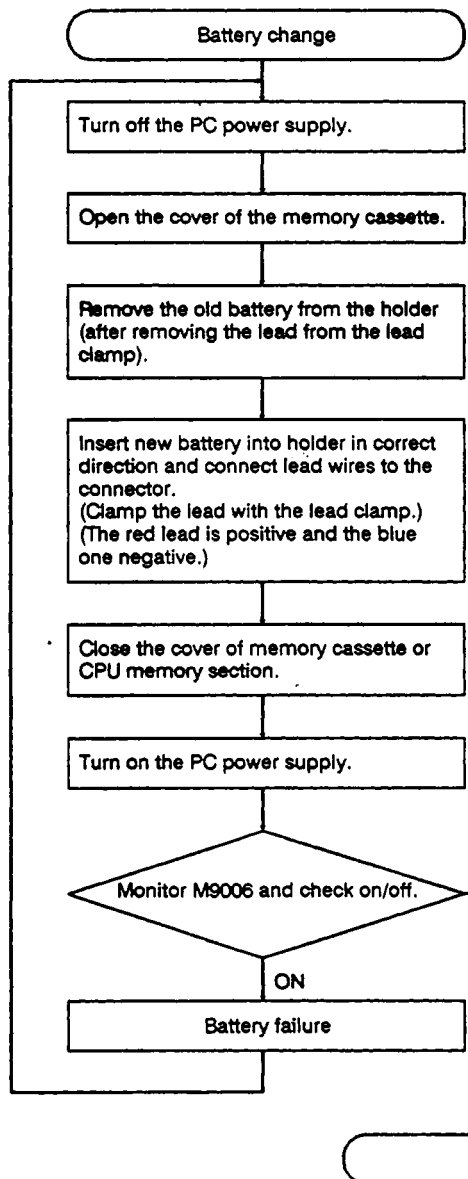 Battery change
Turn off the PC power supply.
Open the cover of the memory cassette.
Remove the old battery from the holder
(after removing the lead from the lead
clamp).
Insert new battery into holder in correct
direction and connect lead wires to the
connector.
(Clamp the lead with the lead clamp.)
(The red lead is positive and the blue
one negative.)
Close the cover of memory cassette or
CPU memory section.
Turn on the PC power supply.
Monitor M9006 and check on/off.
ON
Battery failure